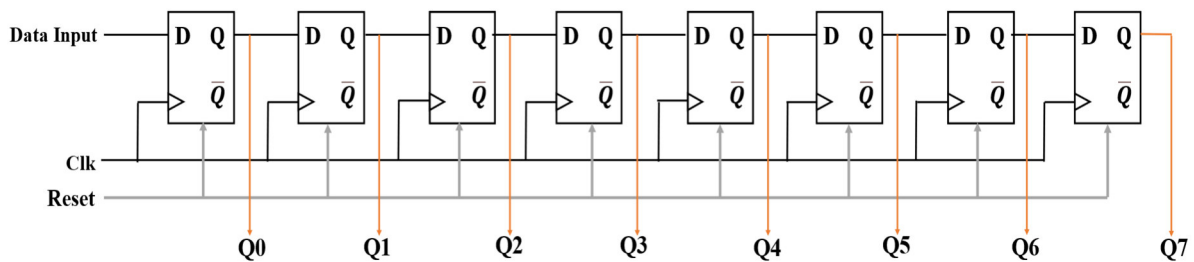 Data Input D Q D Q D Q D Q D Q D Q D Q D Q
Q̅ Q̅ Q̅ Q̅ Q̅ Q̅ Q̅ Q̅
Clk
Reset
Q0 Q1 Q2 Q3 Q4 Q5 Q6 Q7